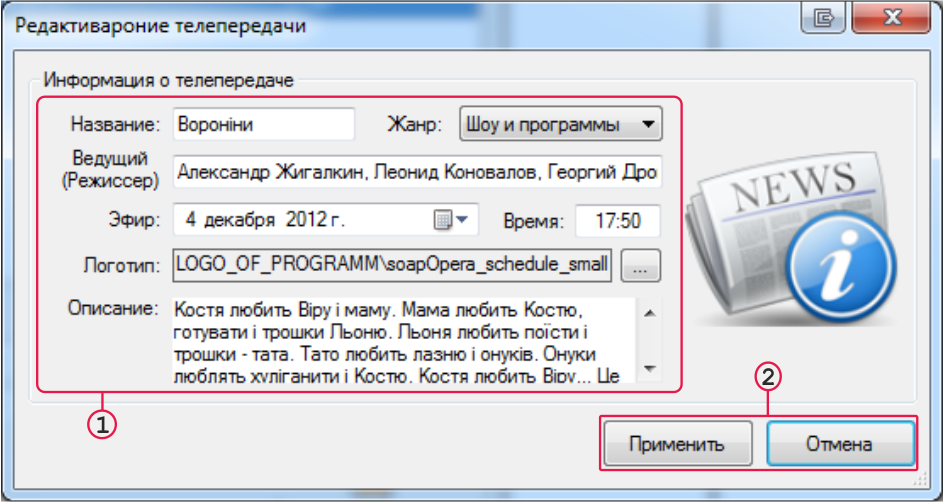 Редактивароние телепередачи
Информация о телепередаче
Название: Вороніни Жанр: Шоу и программы
Ведущий
(Режиссер) Александр Жигалкин, Леонид Коновалов, Георгий Дро
Эфир: 4 декабря 2012 г. Время: 17:50
Логотип: LOGO_OF_PROGRAMM\soapOpera_schedule_small ...
Описание: Костя любить Віру і маму. Мама любить Костю,
готувати і трошки Льоню. Льоня любить поїсти і
трошки - тата. Тато любить лазню і онуків. Онуки
люблять хуліганити і Костю. Костя любить Віру... Це
NEWS
i
1
2
Применить Отмена